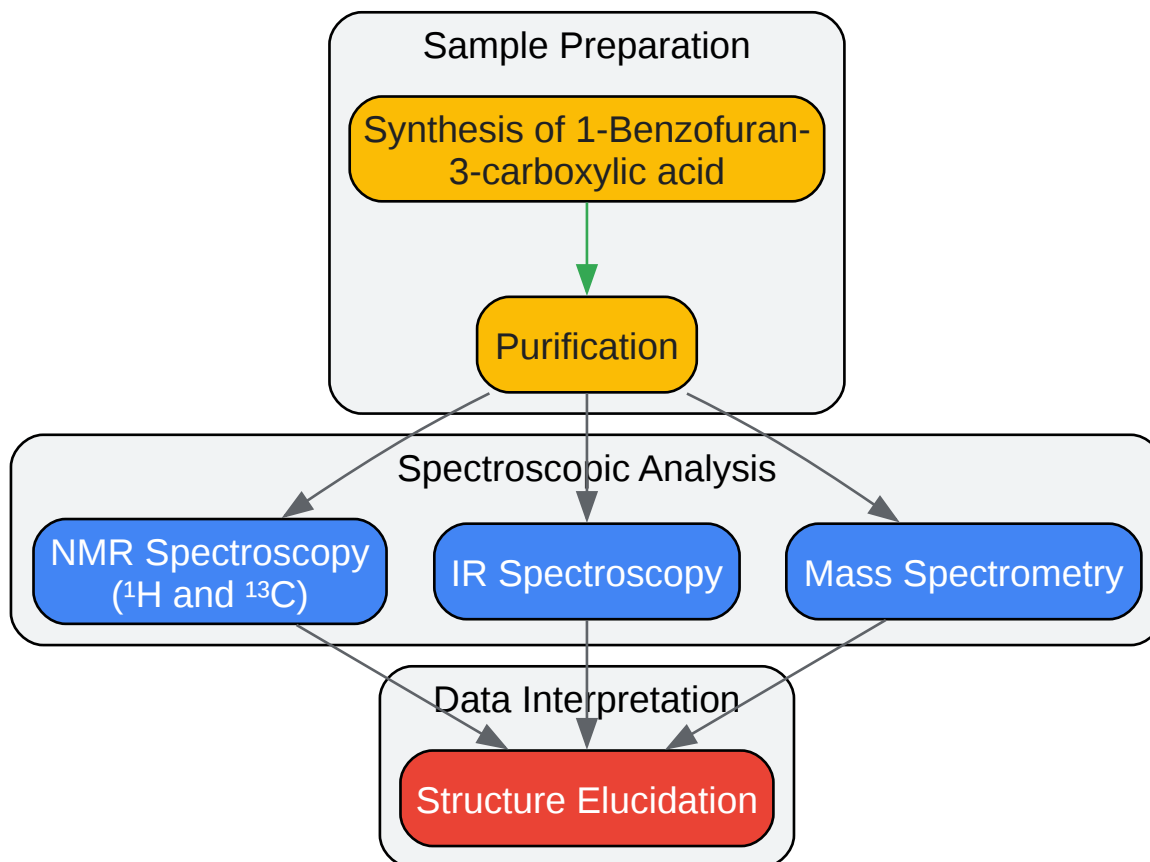 Sample Preparation
Synthesis of 1-Benzofuran-
3-carboxylic acid
Purification
Spectroscopic Analysis
NMR Spectroscopy
(¹H and ¹³C)
IR Spectroscopy
Mass Spectrometry
Data Interpretation
Structure Elucidation